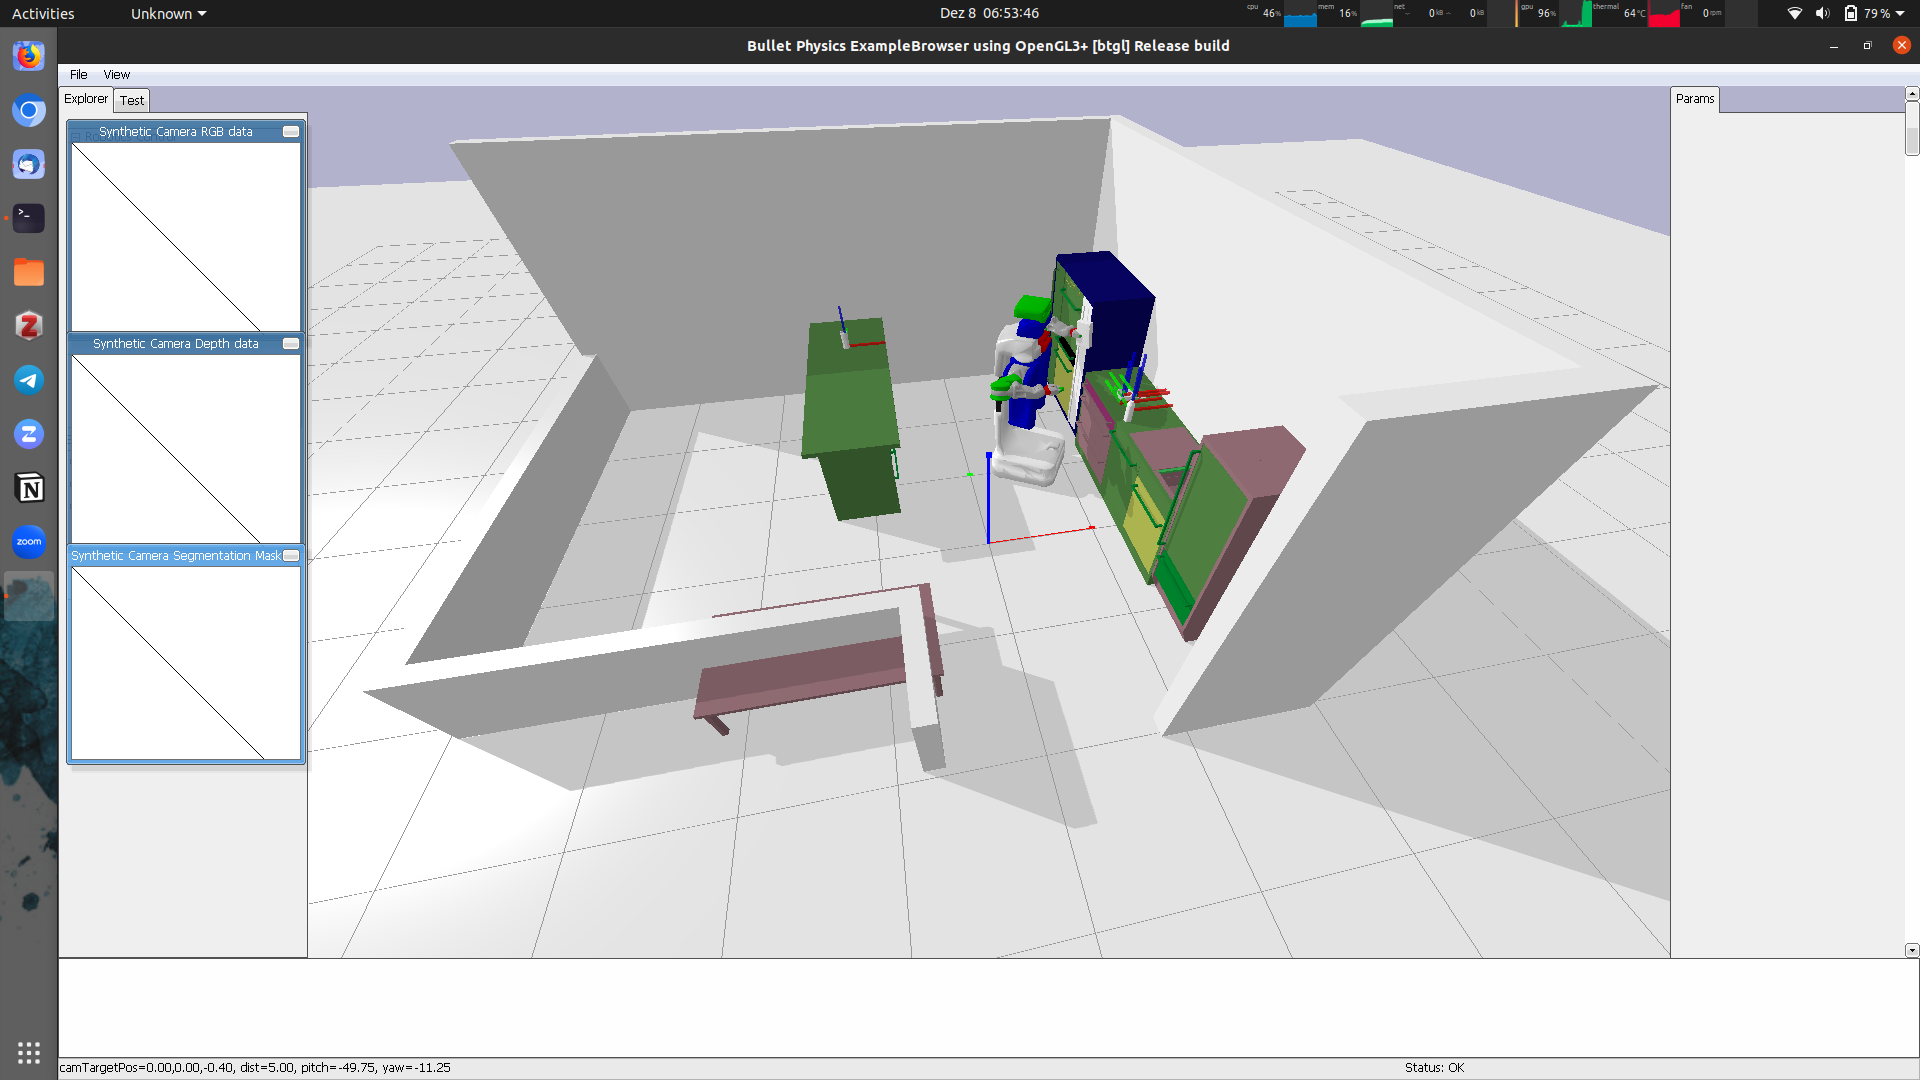 Activities
Unknown
Dez 8 06:53:46
cpu
46%
mem
16%
net
0 kB
0 kB
gpu
96%
thermal
64°C
fan
0 rpm
79 %
Bullet Physics ExampleBrowser using OpenGL3+ [btgl] Release build
File View
Explorer Test
Params
Synthetic Camera RGB data
Synthetic Camera Depth data
Synthetic Camera Segmentation Mask
Z
Z
N
zoom
camTargetPos=0.00,0.00,-0.40, dist=5.00, pitch=-49.75, yaw=-11.25
Status: OK